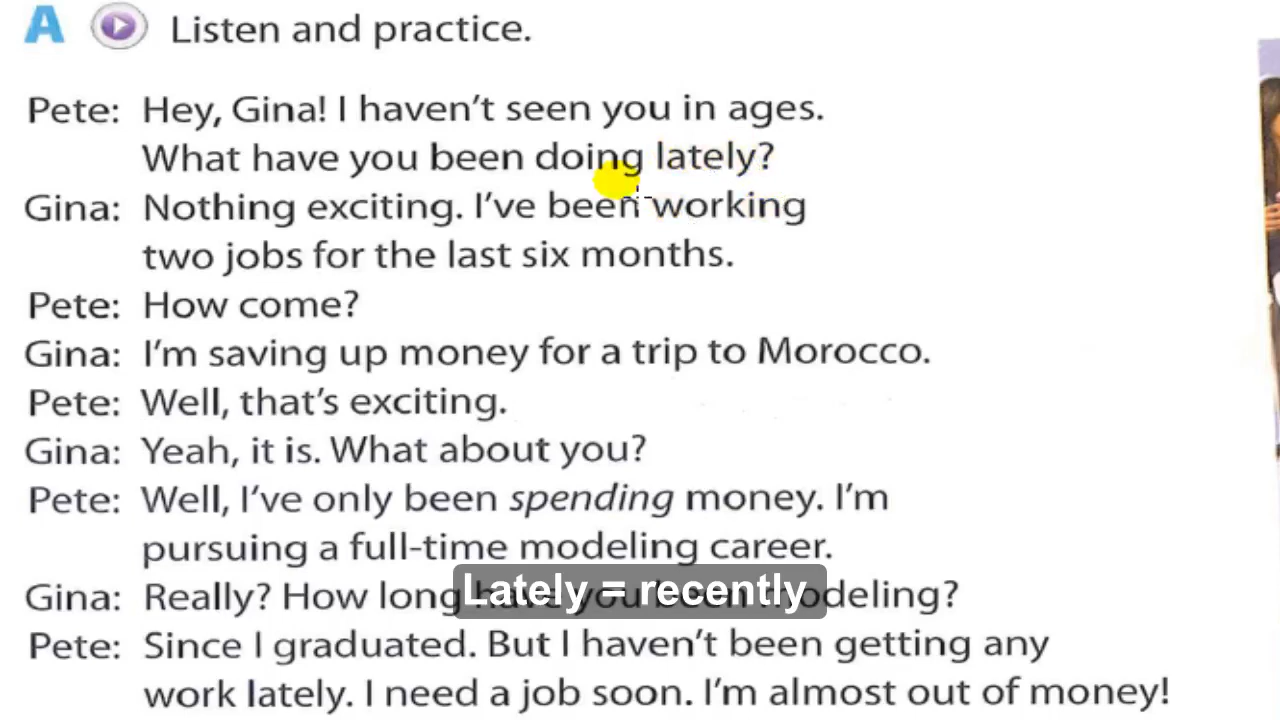 A Listen and practice.
Pete: Hey, Gina! I haven't seen you in ages.
What have you been doing lately?
Gina: Nothing exciting. I've been working
two jobs for the last six months.
Pete: How come?
Gina: I'm saving up money for a trip to Morocco.
Pete: Well, that's exciting.
Gina: Yeah, it is. What about you?
Pete: Well, I've only been spending money. I'm
pursuing a full-time modeling career.
Gina: Really? How long have you been modeling?
Lately = recently
Pete: Since I graduated. But I haven't been getting any
work lately. I need a job soon. I'm almost out of money!